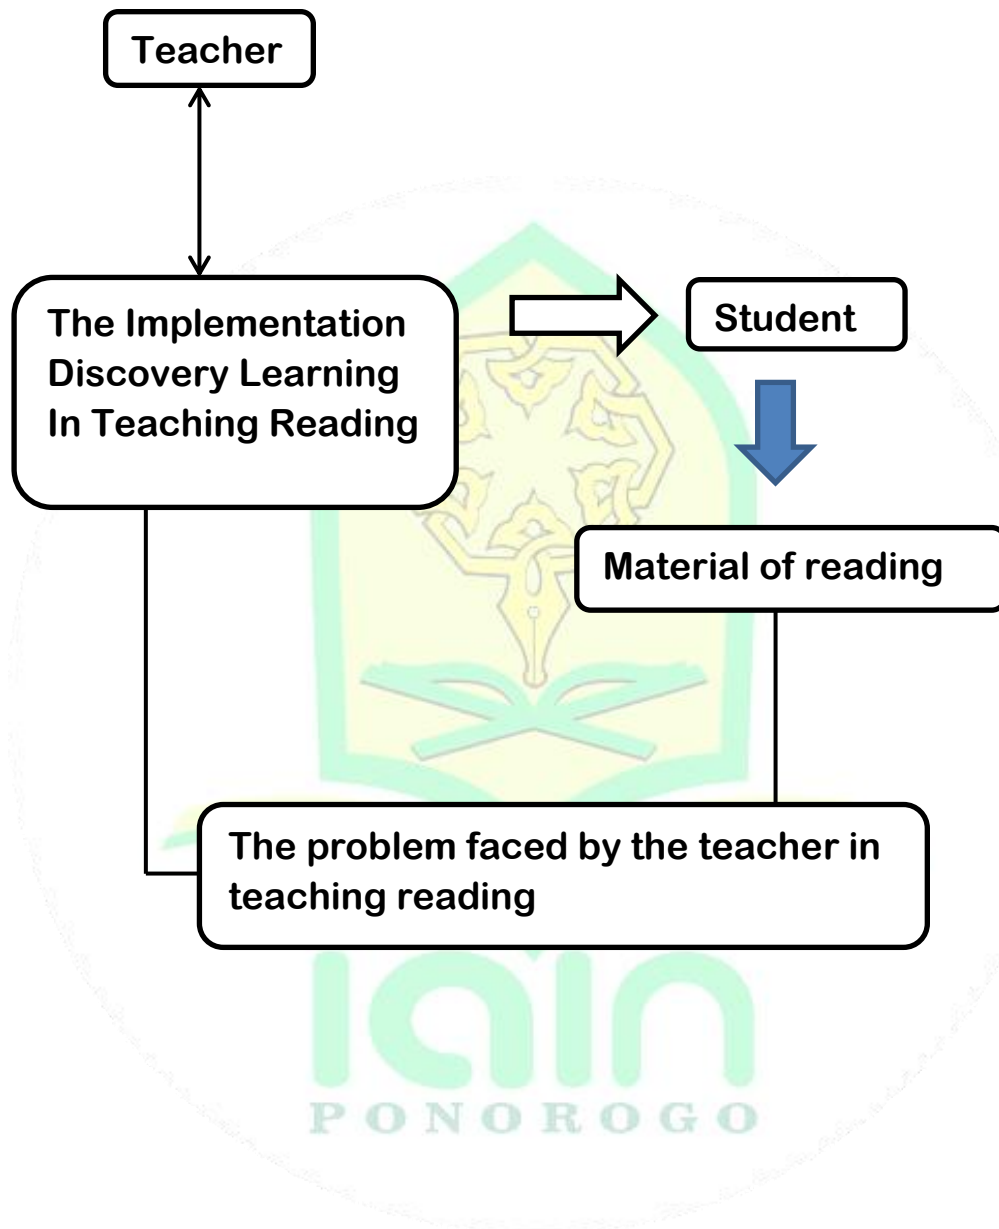 Teacher
The Implementation
Discovery Learning
In Teaching Reading
Student
Material of reading
The problem faced by the teacher in
teaching reading
iain
PONOROGO